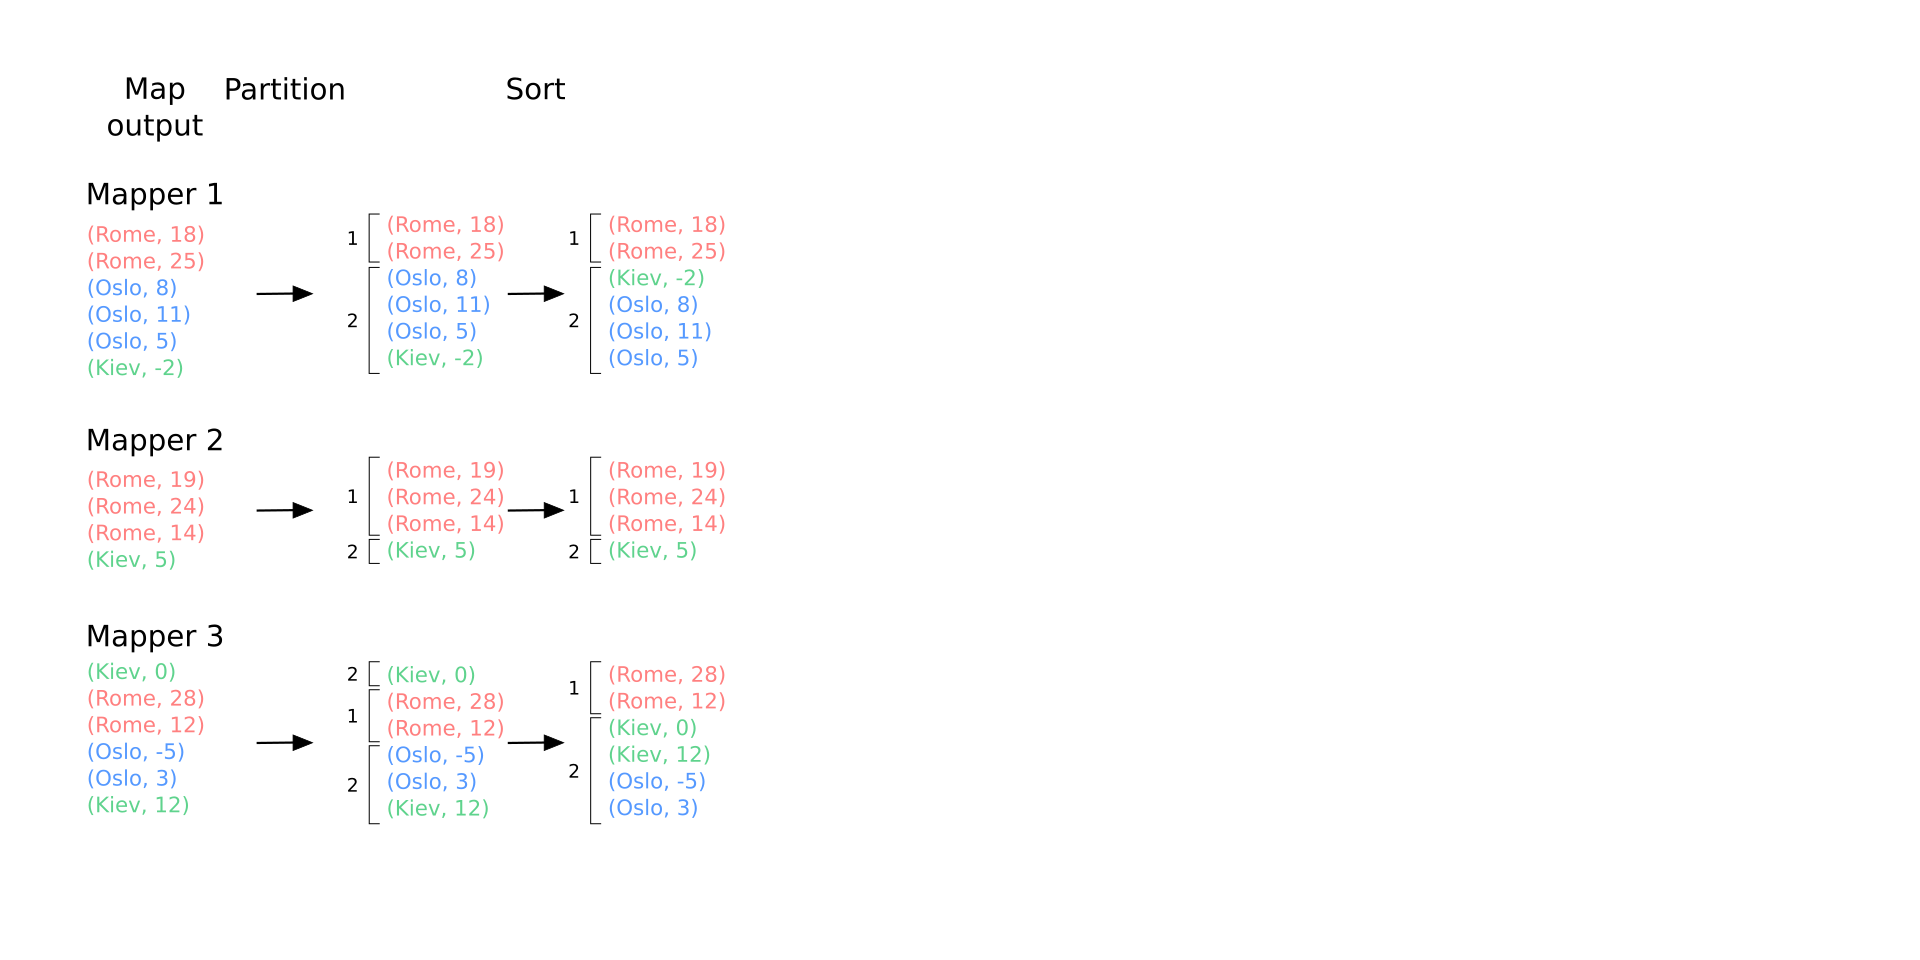 Map
output
Partition
Sort
Mapper 1
(Rome, 18)
(Rome, 25)
(Oslo, 8)
(Oslo, 11)
(Oslo, 5)
(Kiev, -2)
1
(Rome, 18)
(Rome, 25)
2
(Oslo, 8)
(Oslo, 11)
(Oslo, 5)
(Kiev, -2)
1
(Rome, 18)
(Rome, 25)
2
(Kiev, -2)
(Oslo, 8)
(Oslo, 11)
(Oslo, 5)
Mapper 2
(Rome, 19)
(Rome, 24)
(Rome, 14)
(Kiev, 5)
1
(Rome, 19)
(Rome, 24)
(Rome, 14)
2
(Kiev, 5)
1
(Rome, 19)
(Rome, 24)
(Rome, 14)
2
(Kiev, 5)
Mapper 3
(Kiev, 0)
(Rome, 28)
(Rome, 12)
(Oslo, -5)
(Oslo, 3)
(Kiev, 12)
2
(Kiev, 0)
1
(Rome, 28)
(Rome, 12)
2
(Oslo, -5)
(Oslo, 3)
(Kiev, 12)
1
(Rome, 28)
(Rome, 12)
2
(Kiev, 0)
(Kiev, 12)
(Oslo, -5)
(Oslo, 3)